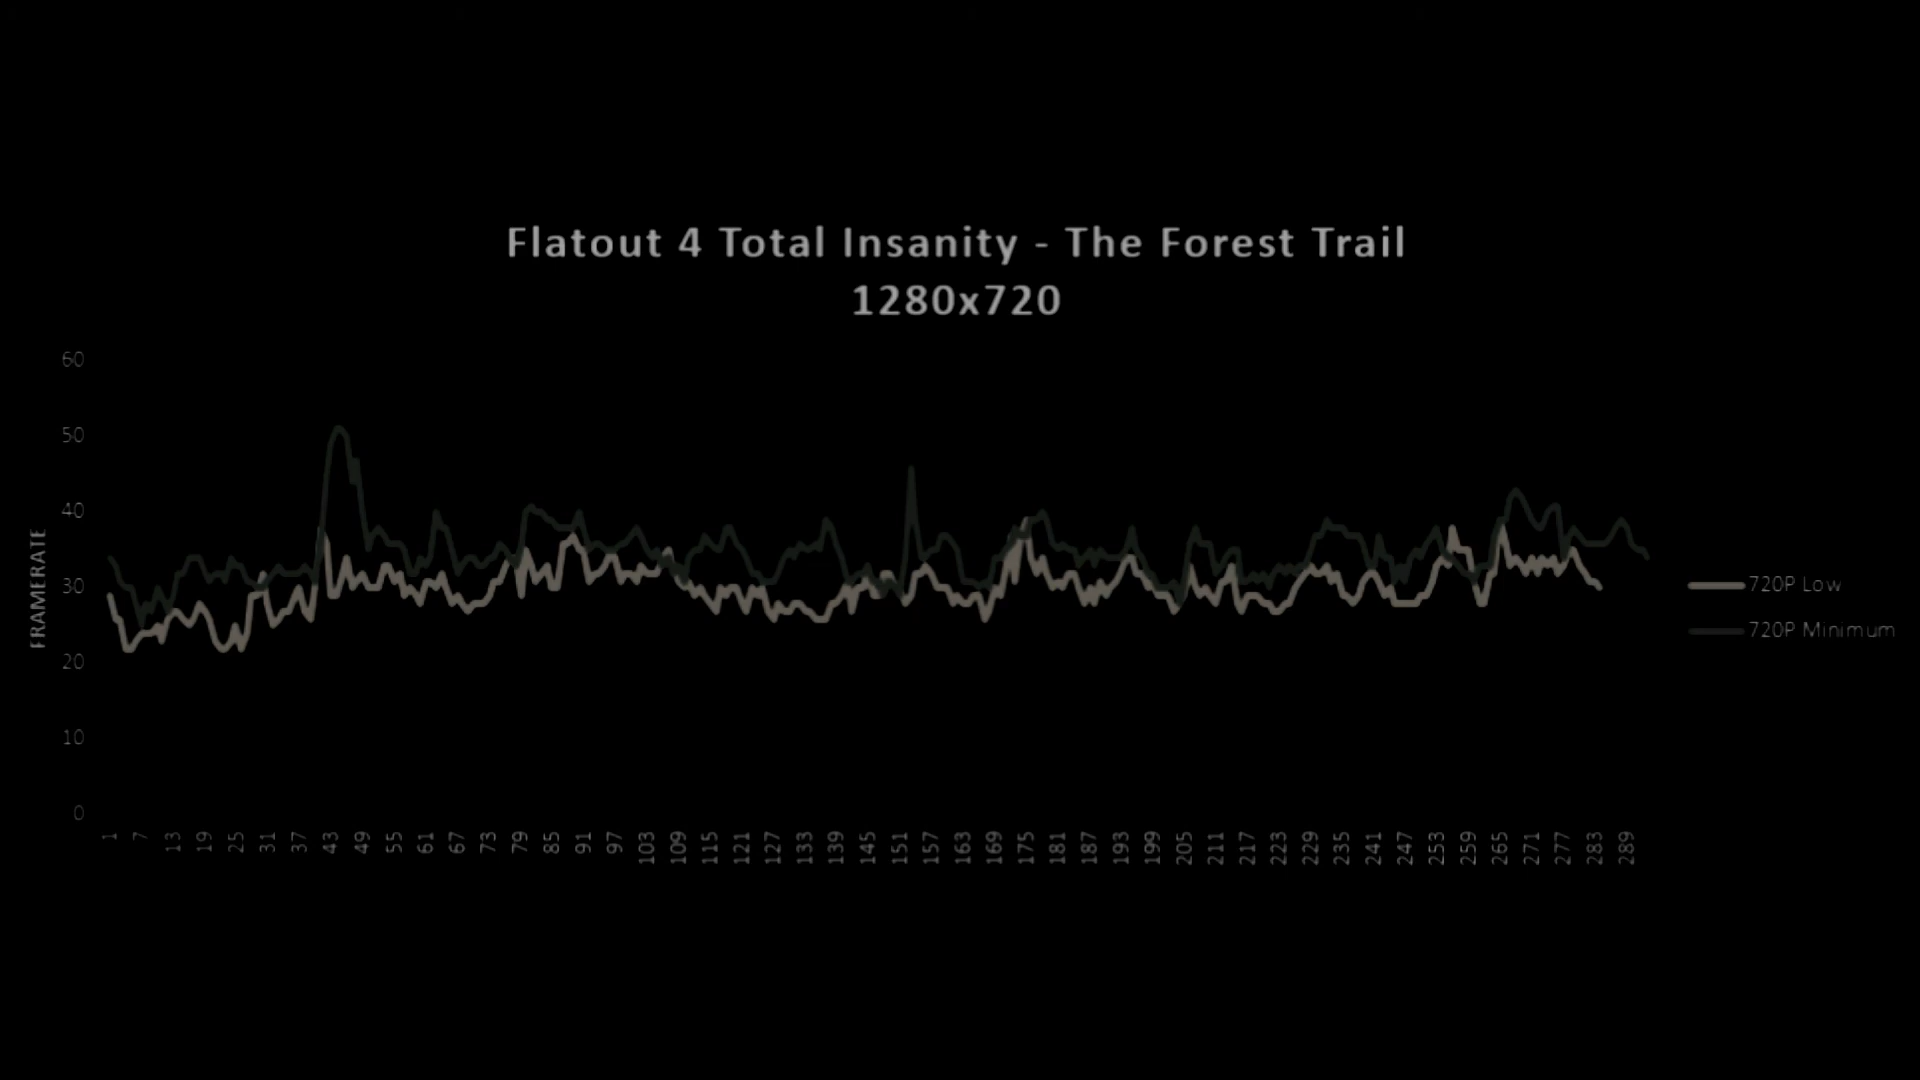 Flatout 4 Total Insanity - The Forest Trail
1280x720
60
50
40
30
20
10
0
FRAMERATE
1 7 13 19 25 31 37 43 49 55 61 67 73 79 85 91 97 103 109 115 121 127 133 139 145 151 157 163 169 175 181 187 193 199 205 211 217 223 229 235 241 247 253 259 265 271 277 283 289
720P Low
720P Minimum